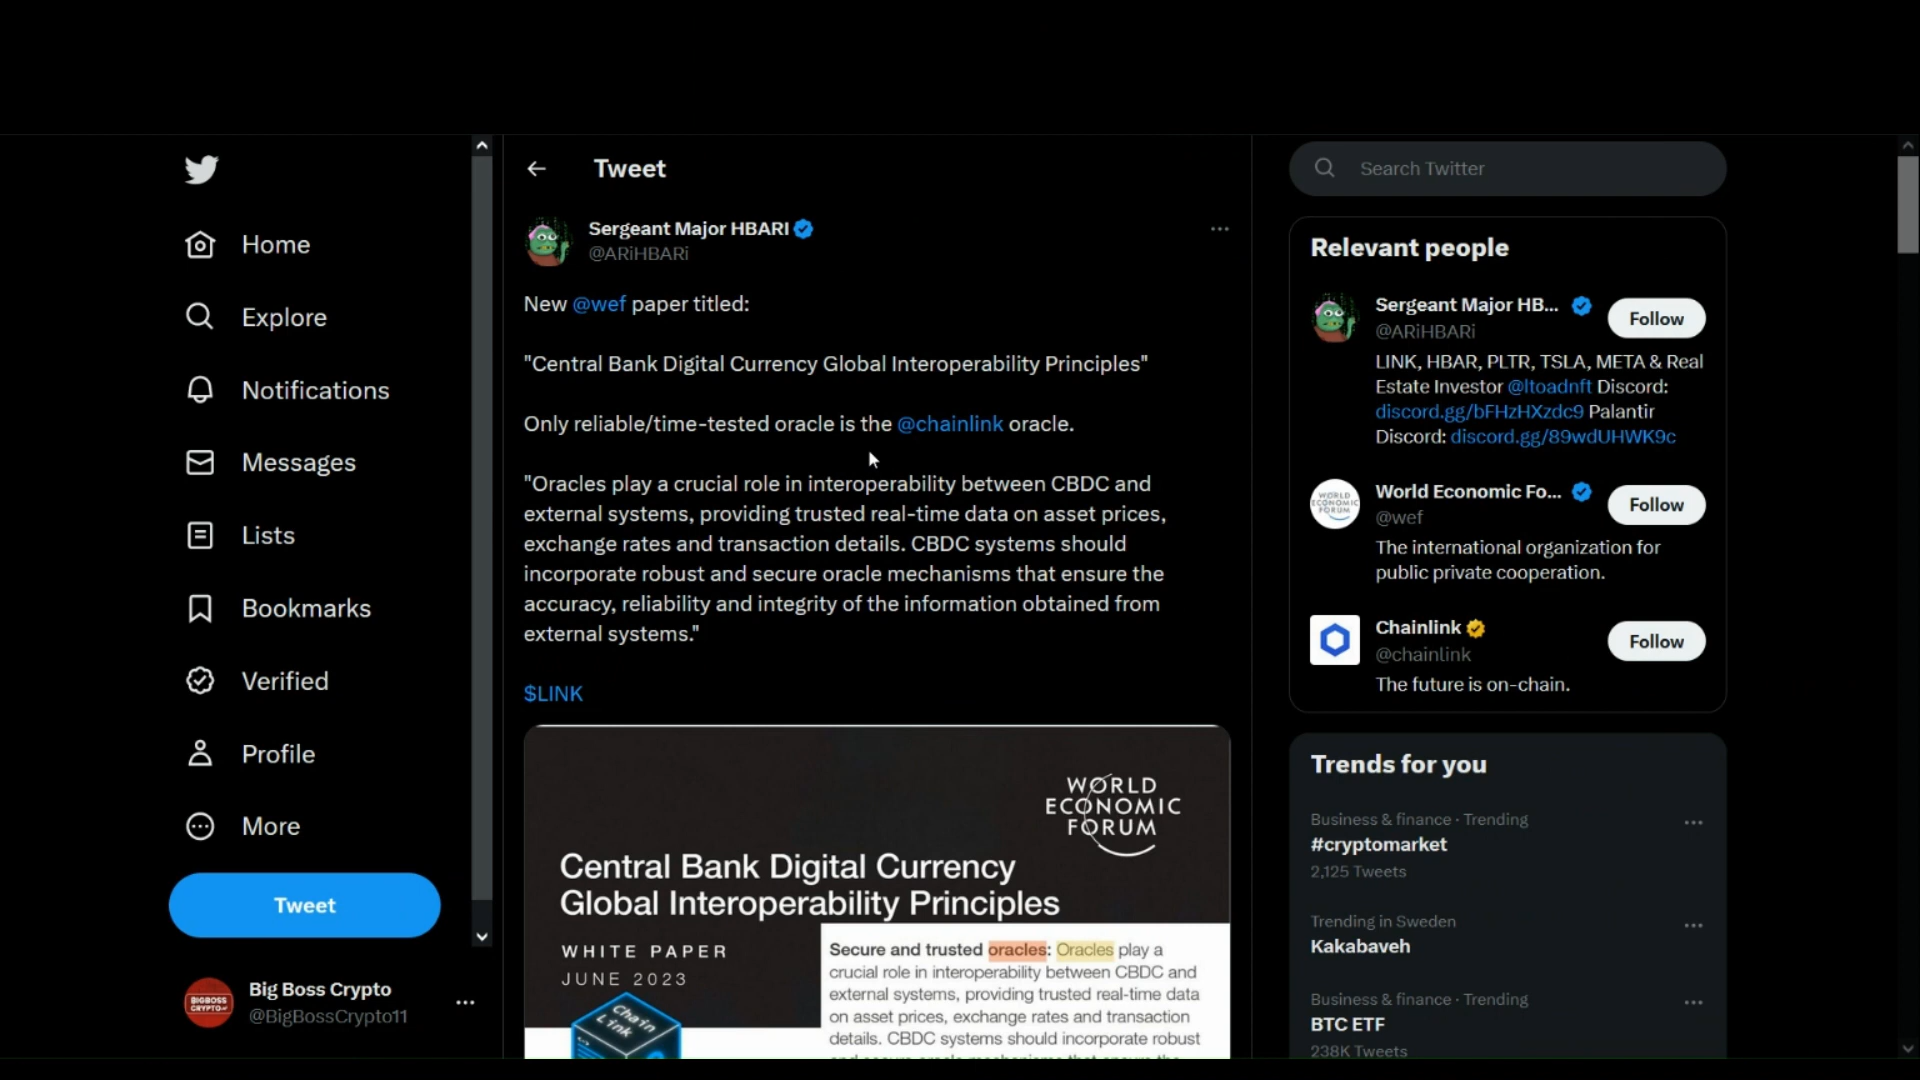 Home
Explore
Notifications
Messages
Lists
Bookmarks
Verified
Profile
More
Tweet
Big Boss Crypto
@BigBossCrypto11
Tweet
Sergeant Major HBARI
@ARiHBARi
New @wef paper titled:
"Central Bank Digital Currency Global Interoperability Principles"
Only reliable/time-tested oracle is the @chainlink oracle.
"Oracles play a crucial role in interoperability between CBDC and
external systems, providing trusted real-time data on asset prices,
exchange rates and transaction details. CBDC systems should
incorporate robust and secure oracle mechanisms that ensure the
accuracy, reliability and integrity of the information obtained from
external systems."
$LINK
WORLD
ECONOMIC
FORUM
Central Bank Digital Currency
Global Interoperability Principles
WHITE PAPER
JUNE 2023
Chain
Link
Secure and trusted oracles: Oracles play a
crucial role in interoperability between CBDC and
external systems, providing trusted real-time data
on asset prices, exchange rates and transaction
details. CBDC systems should incorporate robust
Search Twitter
Relevant people
Sergeant Major HB...
@ARiHBARi
Follow
LINK, HBAR, PLTR, TSLA, META & Real
Estate Investor @ltoadnft Discord:
discord.gg/bFHzHXzdc9 Palantir
Discord: discord.gg/89wdUHWK9c
WORLD
ECONOMIC
FORUM
World Economic Fo...
@wef
Follow
The international organization for
public private cooperation.
Chainlink
@chainlink
Follow
The future is on-chain.
Trends for you
Business & finance · Trending
#cryptomarket
2,125 Tweets
Trending in Sweden
Kakabaveh
Business & finance · Trending
BTC ETF
238K Tweets